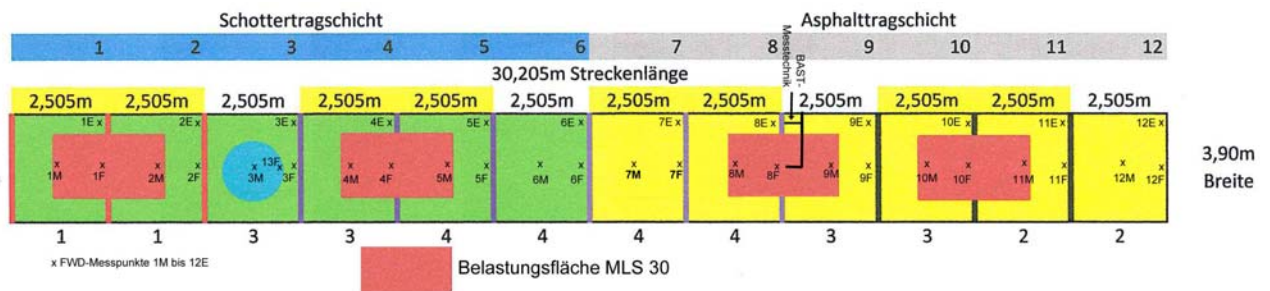 Schottertragschicht Asphalttragschicht
1 2 3 4 5 6 7 8 9 10 11 12
BAST-
Messtechnik
30,205m Streckenlänge
2,505m 2,505m 2,505m 2,505m 2,505m 2,505m 2,505m 2,505m 2,505m 2,505m 2,505m 2,505m
1E x 2E x 3E x 4E x 5E x 6E x 7E x 8E x 9E x 10E x 11E x 12E x
13F
x x x x x x x x x x x x x x x x x x x x x x
1M 1F 2M 2F 3M 3F 4M 4F 5M 5F 6M 6F 7M 7F 8M 8F 9M 9F 10M 10F 11M 11F 12M 12F
3,90m
Breite
1 1 3 3 4 4 4 4 3 3 2 2
x FWD-Messpunkte 1M bis 12E
Belastungsfläche MLS 30